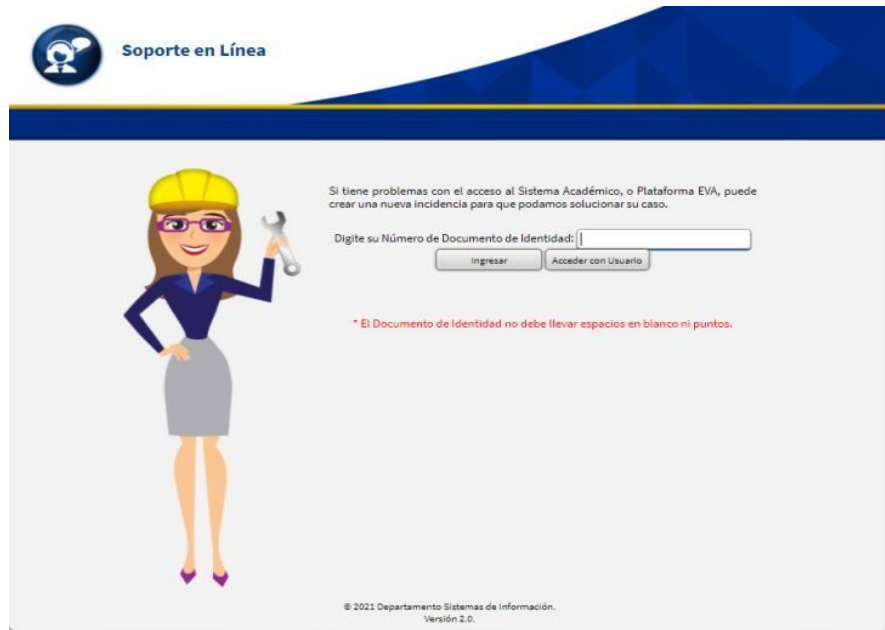 Soporte en Línea
Si tiene problemas con el acceso al Sistema Académico, o Plataforma EVA, puede
crear una nueva incidencia para que podamos solucionar su caso.
Digite su Número de Documento de Identidad:
Ingresar Acceder con Usuario
* El Documento de Identidad no debe llevar espacios en blanco ni puntos.
© 2021 Departamento Sistemas de Información.
Versión 2.0.